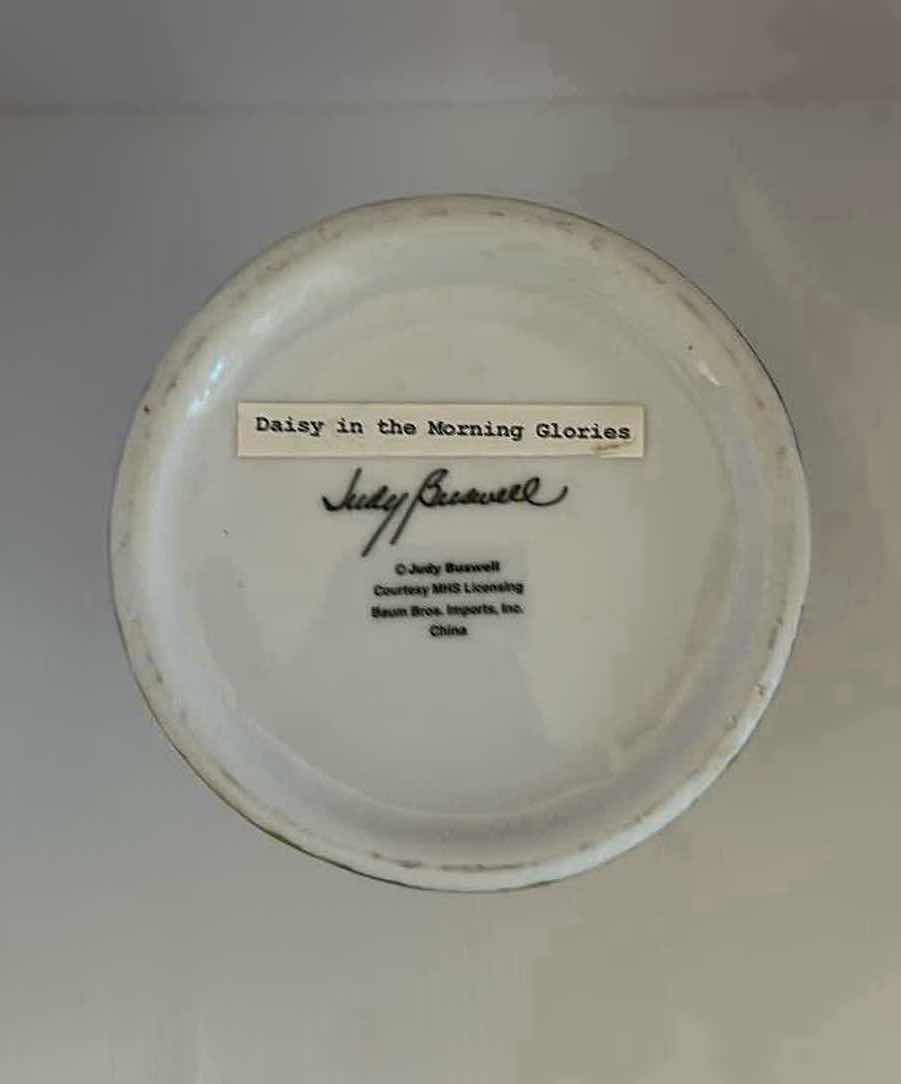 Daisy in the Morning Glories
Judy Buswell
© Judy Buswell
Courtesy MHS Licensing
Baum Bros. Imports, Inc.
China